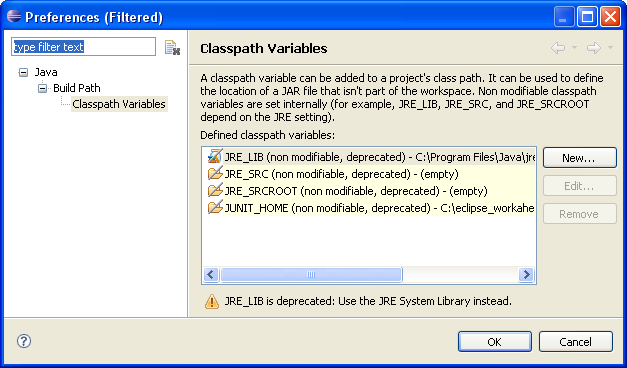 Preferences (Filtered)
type filter text
Java
Build Path
Classpath Variables
Classpath Variables
A classpath variable can be added to a project's class path. It can be used to define
the location of a JAR file that isn't part of the workspace. Non modifiable classpath
variables are set internally (for example, JRE_LIB, JRE_SRC, and JRE_SRCROOT
depend on the JRE setting).
Defined classpath variables:
JRE_LIB (non modifiable, deprecated) - C:\Program Files\Java\jre
JRE_SRC (non modifiable, deprecated) - (empty)
JRE_SRCROOT (non modifiable, deprecated) - (empty)
JUNIT_HOME (non modifiable, deprecated) - C:\eclipse_workahe
New...
Edit...
Remove
JRE_LIB is deprecated: Use the JRE System Library instead.
?
OK
Cancel